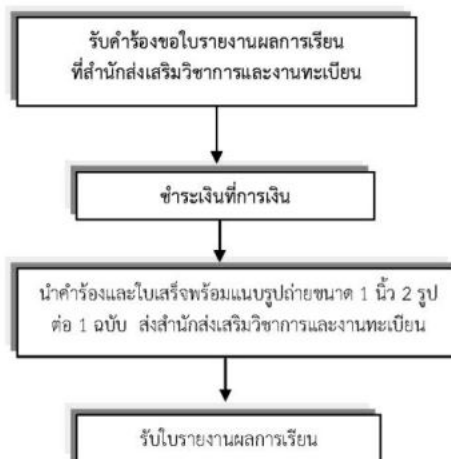 รับคำร้องขอใบรายงานผลการเรียน
ที่สำนักส่งเสริมวิชาการและงานทะเบียน
ชำระเงินที่การเงิน
นำคำร้องและใบเสร็จพร้อมแนบรูปถ่ายขนาด 1 นิ้ว 2 รูป
ต่อ 1 ฉบับ ส่งสำนักส่งเสริมวิชาการและงานทะเบียน
รับใบรายงานผลการเรียน